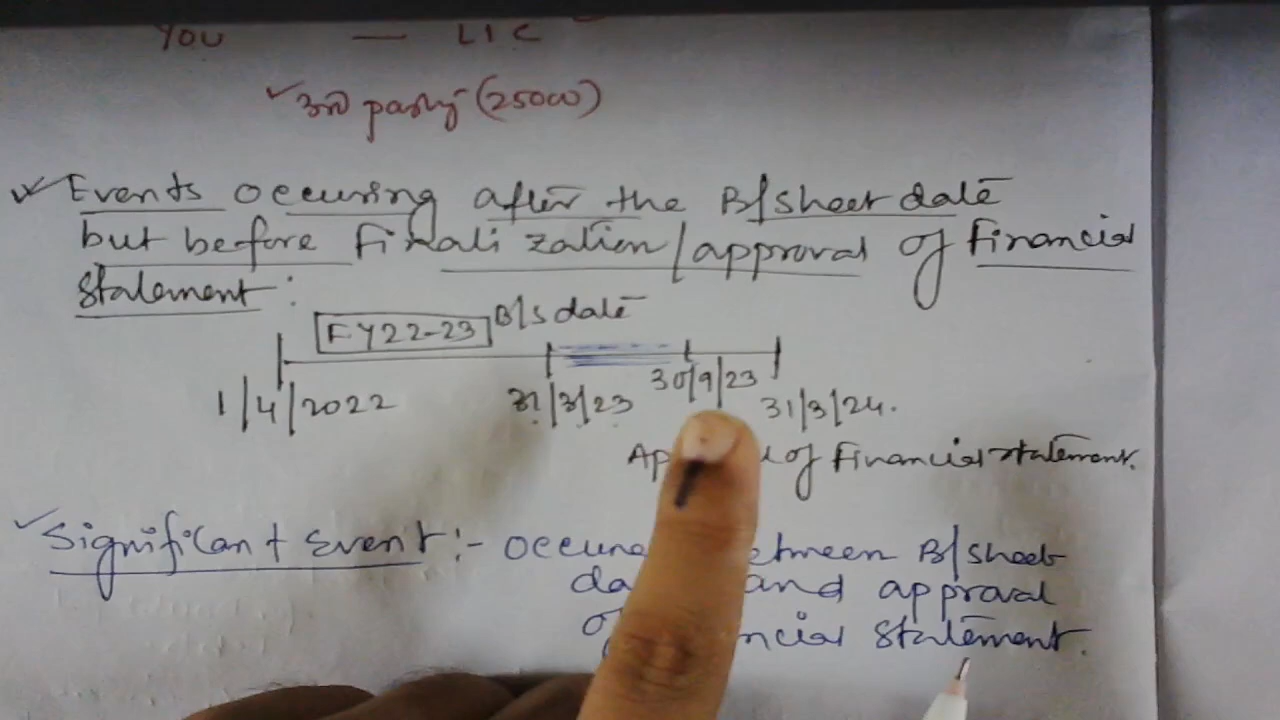 YOU — LIC
3rd party (25000)
Events occuring after the B/sheet date
but before finalization/approval of financial
statement:
FY22-23 B/s date
1/4/2022 31/3/23 30/9/23 31/3/24.
of financial statement.
Significant Event:- B/sheet
and approval
statement.